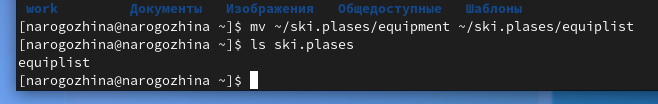 work Документы Изображения Общедоступные Шаблоны
[narogozhina@narogozhina ~]$ mv ~/ski.plases/equipment ~/ski.plases/equiplist
[narogozhina@narogozhina ~]$ ls ski.plases
equiplist
[narogozhina@narogozhina ~]$